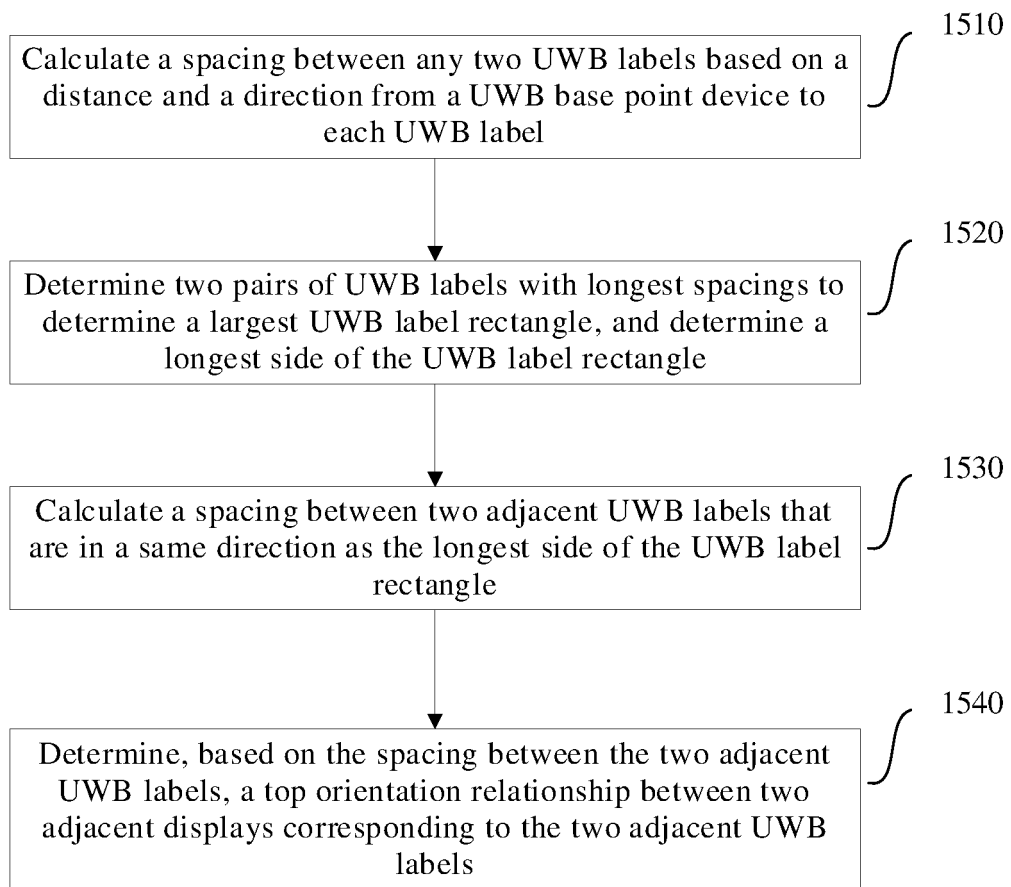 1510
Calculate a spacing between any two UWB labels based on a
distance and a direction from a UWB base point device to
each UWB label
1520
Determine two pairs of UWB labels with longest spacings to
determine a largest UWB label rectangle, and determine a
longest side of the UWB label rectangle
1530
Calculate a spacing between two adjacent UWB labels that
are in a same direction as the longest side of the UWB label
rectangle
1540
Determine, based on the spacing between the two adjacent
UWB labels, a top orientation relationship between two
adjacent displays corresponding to the two adjacent UWB
labels